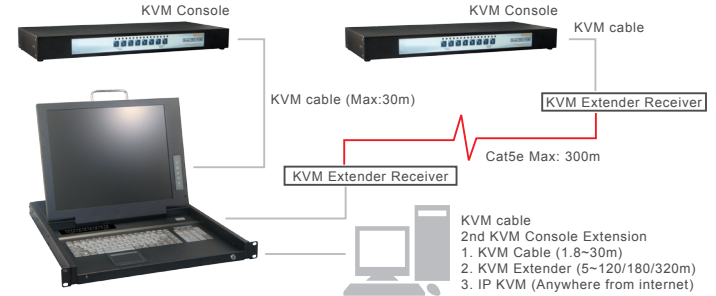 KVM Console
KVM Console
KVM cable
KVM cable (Max:30m)
KVM Extender Receiver
Cat5e Max: 300m
KVM Extender Receiver
KVM cable
2nd KVM Console Extension
1. KVM Cable (1.8~30m)
2. KVM Extender (5~120/180/320m)
3. IP KVM (Anywhere from internet)